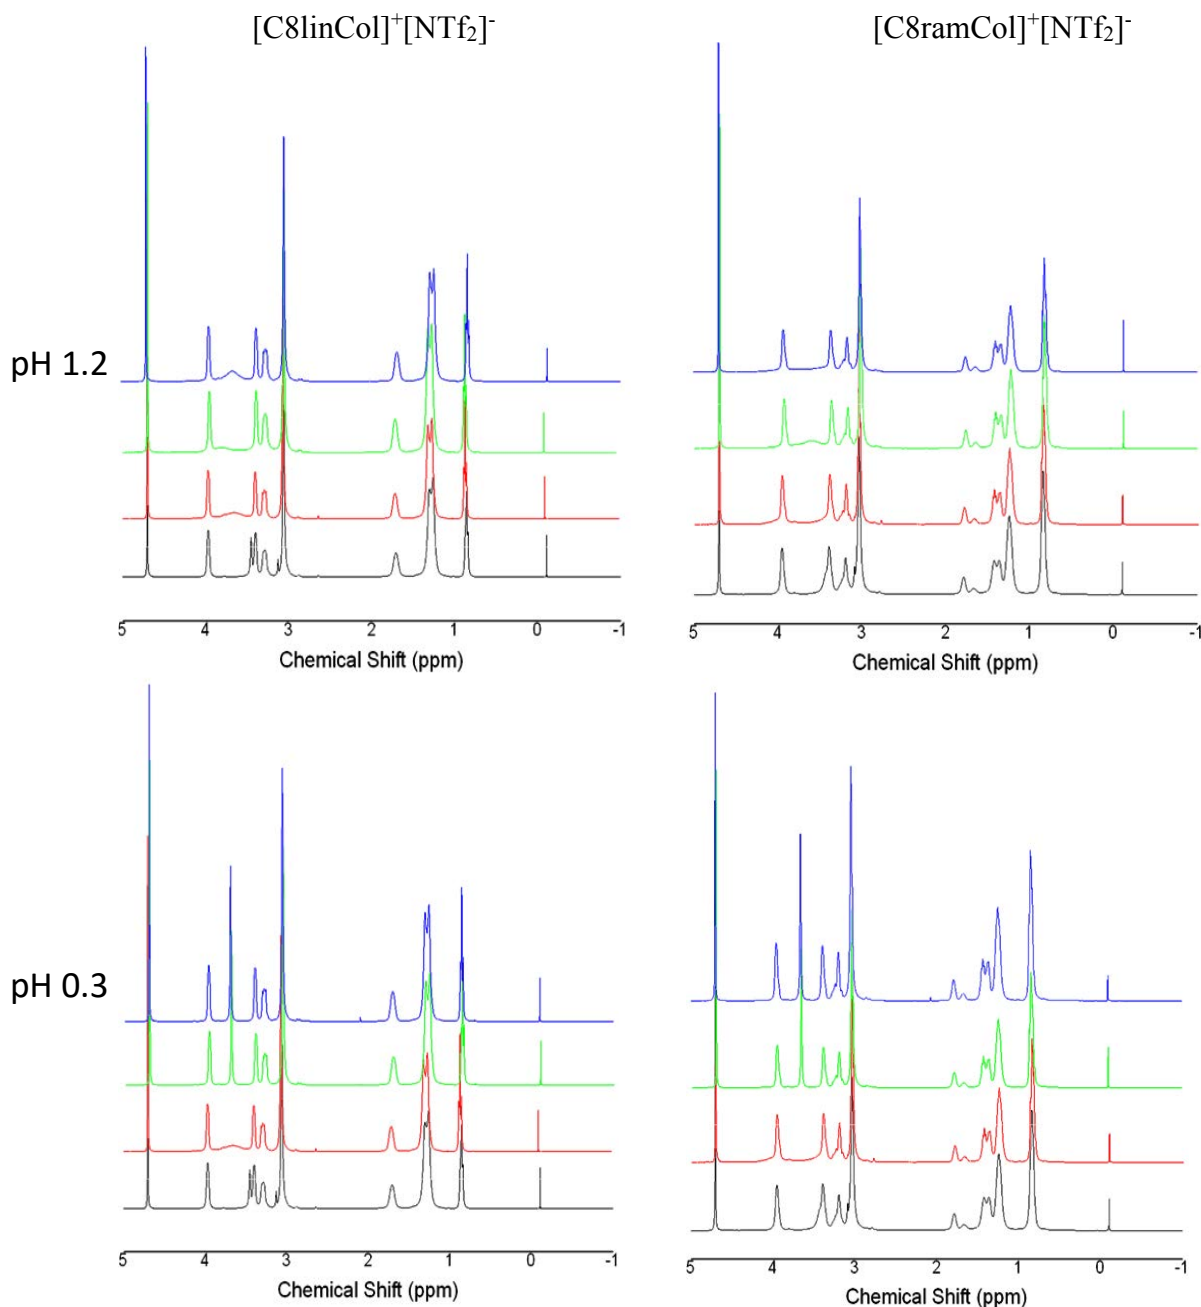 [C8linCol]⁺[NTf₂]⁻ [C8ramCol]⁺[NTf₂]⁻
pH 1.2
5 4 3 2 1 0 -1
Chemical Shift (ppm)
5 4 3 2 1 0 -1
Chemical Shift (ppm)
pH 0.3
5 4 3 2 1 0 -1
Chemical Shift (ppm)
5 4 3 2 1 0 -1
Chemical Shift (ppm)